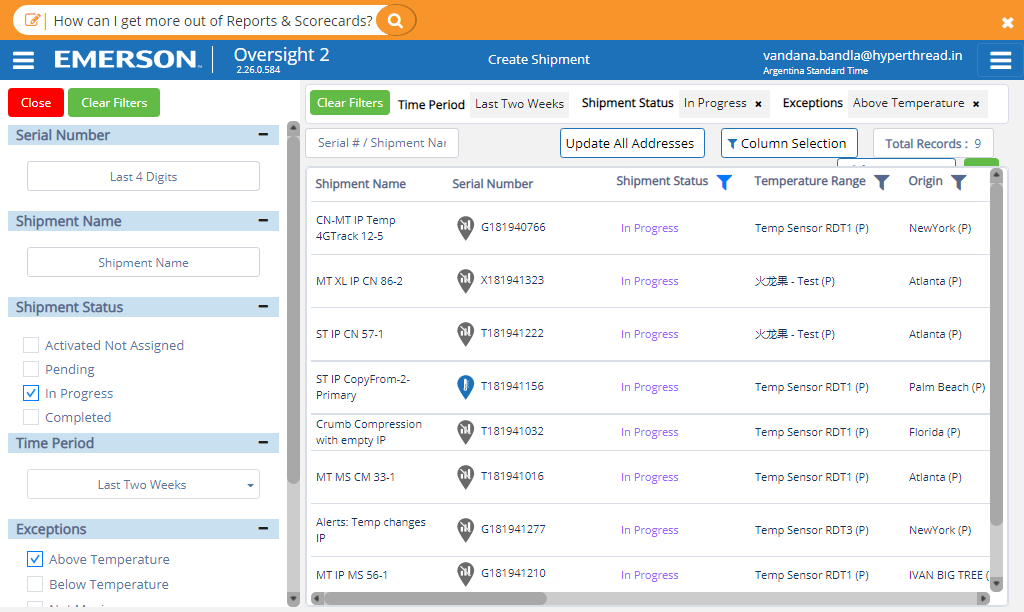 How can I get more out of Reports & Scorecards?
EMERSON
Oversight 2
2.26.0.584
Create Shipment
vandana.bandla@hyperthread.in
Argentina Standard Time
Close
Clear Filters
Serial Number
Last 4 Digits
Shipment Name
Shipment Name
Shipment Status
Activated Not Assigned
Pending
In Progress
Completed
Time Period
Last Two Weeks
Exceptions
Above Temperature
Below Temperature
Clear Filters
Time Period Last Two Weeks
Shipment Status In Progress ×
Exceptions Above Temperature ×
Serial # / Shipment Nar
Update All Addresses
Column Selection
Total Records : 9
Shipment Name Serial Number Shipment Status Temperature Range Origin
CN-MT IP Temp
4GTrack 12-5
G181940766 In Progress Temp Sensor RDT1 (P) NewYork (P)
MT XL IP CN 86-2 X181941323 In Progress 火龙果 - Test (P) Atlanta (P)
ST IP CN 57-1 T181941222 In Progress 火龙果 - Test (P) Atlanta (P)
ST IP CopyFrom-2-
Primary
T181941156 In Progress Temp Sensor RDT1 (P) Palm Beach (P)
Crumb Compression
with empty IP
T181941032 In Progress Temp Sensor RDT1 (P) Florida (P)
MT MS CM 33-1 T181941016 In Progress Temp Sensor RDT1 (P) Atlanta (P)
Alerts: Temp changes
IP
G181941277 In Progress Temp Sensor RDT3 (P) NewYork (P)
MT IP MS 56-1 G181941210 In Progress Temp Sensor RDT1 (P) IVAN BIG TREE (